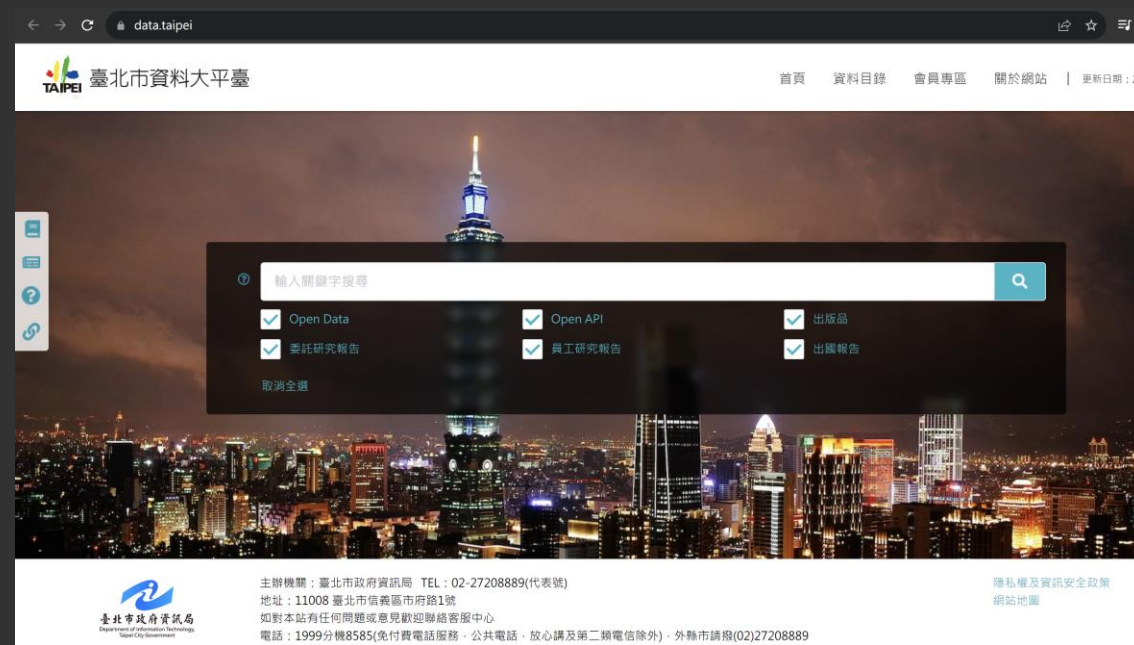 data.taipei
TAIPEI 臺北市資料大平臺
首頁 資料目錄 會員專區 關於網站 | 更新日期：
輸入關鍵字搜尋
Open Data Open API 出版品
委託研究報告 員工研究報告 出國報告
取消全選
臺北市政府資訊局
Department of Information Technology,
Taipei City Government
主辦機關：臺北市政府資訊局 TEL：02-27208889(代表號)
地址：11008 臺北市信義區市府路1號
如對本站有任何問題或意見歡迎聯絡客服中心
電話：1999分機8585(免付費電話服務，公共電話、放心講及第二類電信除外)，外縣市請撥(02)27208889
隱私權及資訊安全政策
網站地圖